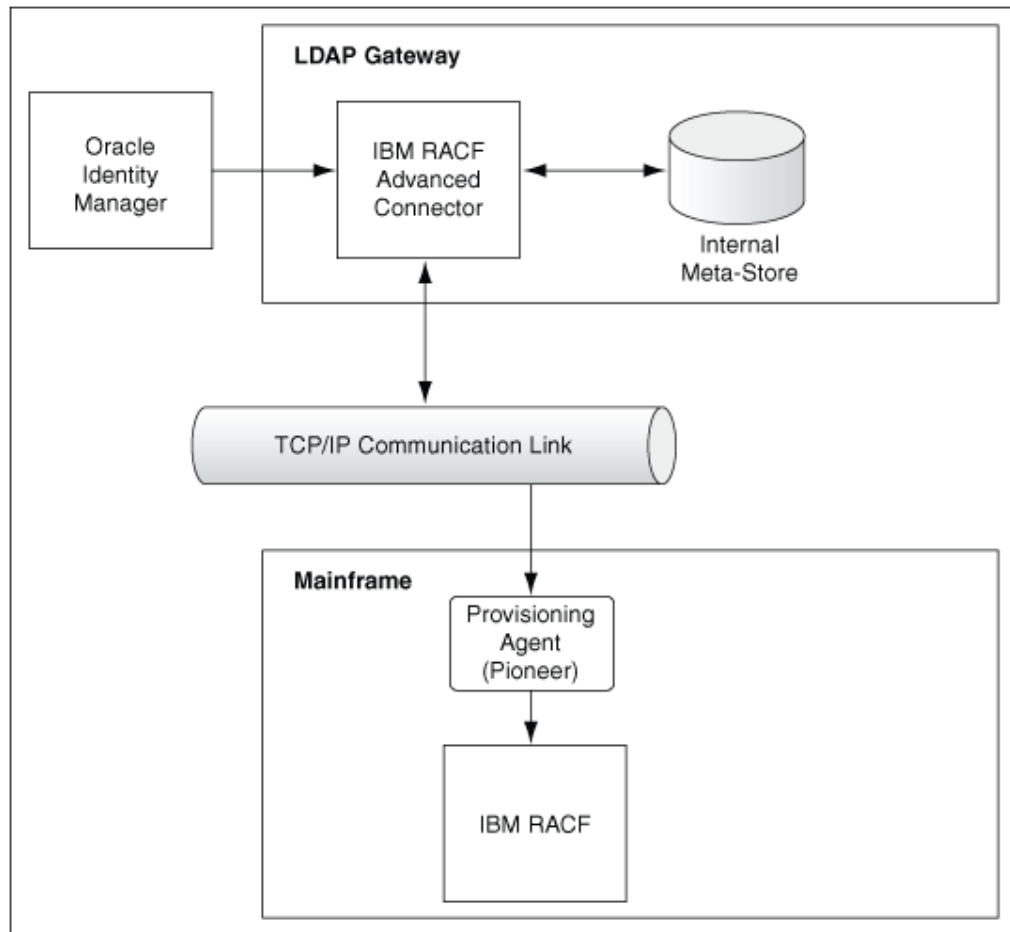 LDAP Gateway
Oracle
Identity
Manager
IBM RACF
Advanced
Connector
Internal
Meta-Store
TCP/IP Communication Link
Mainframe
Provisioning
Agent
(Pioneer)
IBM RACF